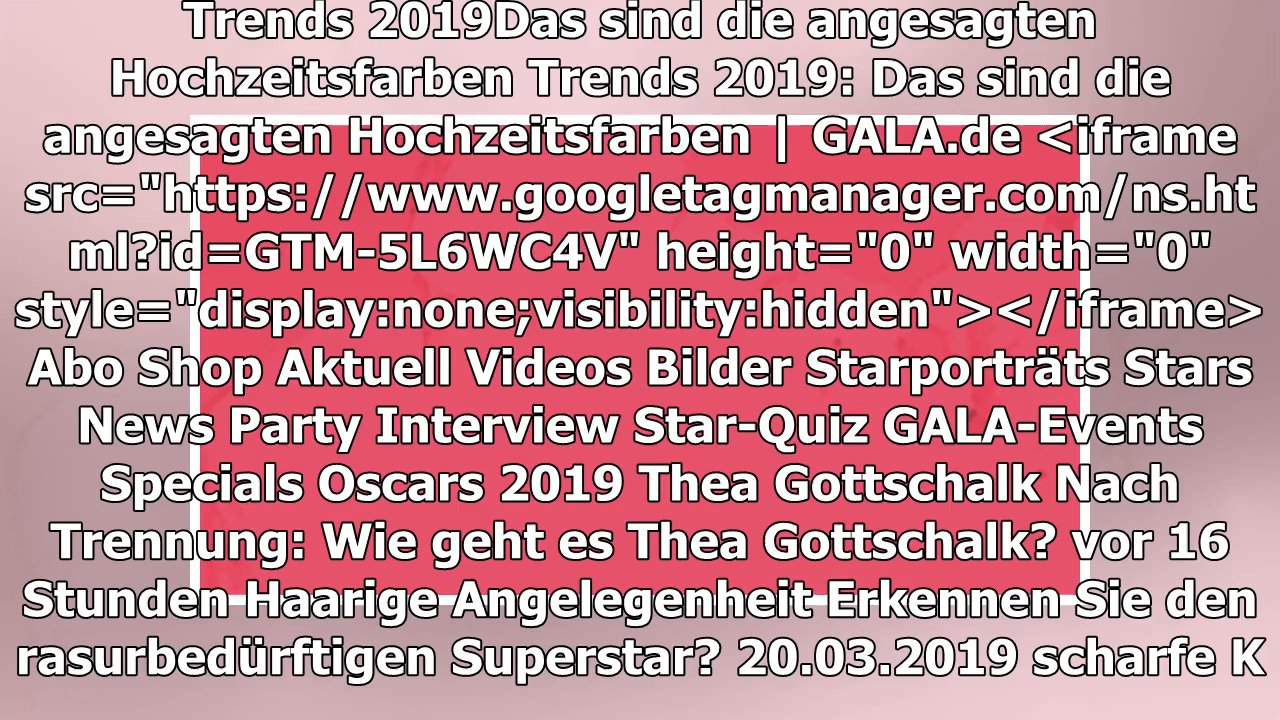 Trends 2019Das sind die angesagten
Hochzeitsfarben Trends 2019: Das sind die
angesagten Hochzeitsfarben | GALA.de <iframe
src="https://www.googletagmanager.com/ns.ht
ml?id=GTM-5L6WC4V" height="0" width="0"
style="display:none;visibility:hidden"></iframe>
Abo Shop Aktuell Videos Bilder Starporträts Stars
News Party Interview Star-Quiz GALA-Events
Specials Oscars 2019 Thea Gottschalk Nach
Trennung: Wie geht es Thea Gottschalk? vor 16
Stunden Haarige Angelegenheit Erkennen Sie den
rasurbedürftigen Superstar? 20.03.2019 scharfe K